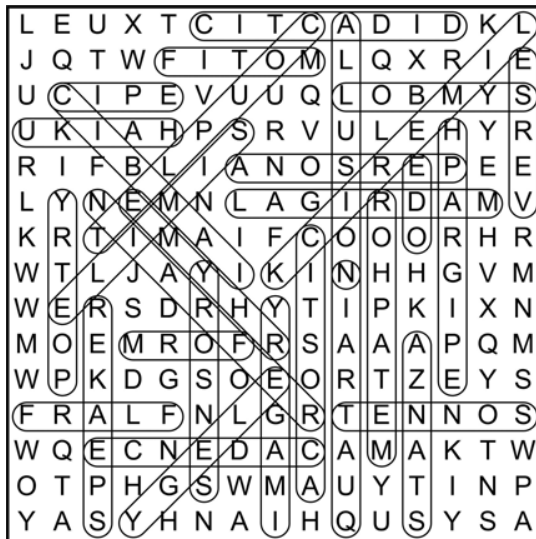 L E U X T C I T C A D I D K L
J Q T W F I T O M L Q X R I E
U C I P E V U U Q L O B M Y S
U K I A H P S R V U L E H Y R
R I F B L I A N O S R E P E E
L Y N E M N L A G I R D A M V
K R T I M A I F C O O O R H R
W T L J A Y I K I N H H G V M
W E R S D R H Y T I P K I X N
M O E M R O F R S A A A P Q M
W P K D G S O E O R T Z E Y S
F R A L F N L G R T E N N O S
W Q E C N E D A C A M A K T W
O T P H G S W M A U Y T I N P
Y A S Y H N A I H Q U S Y S A